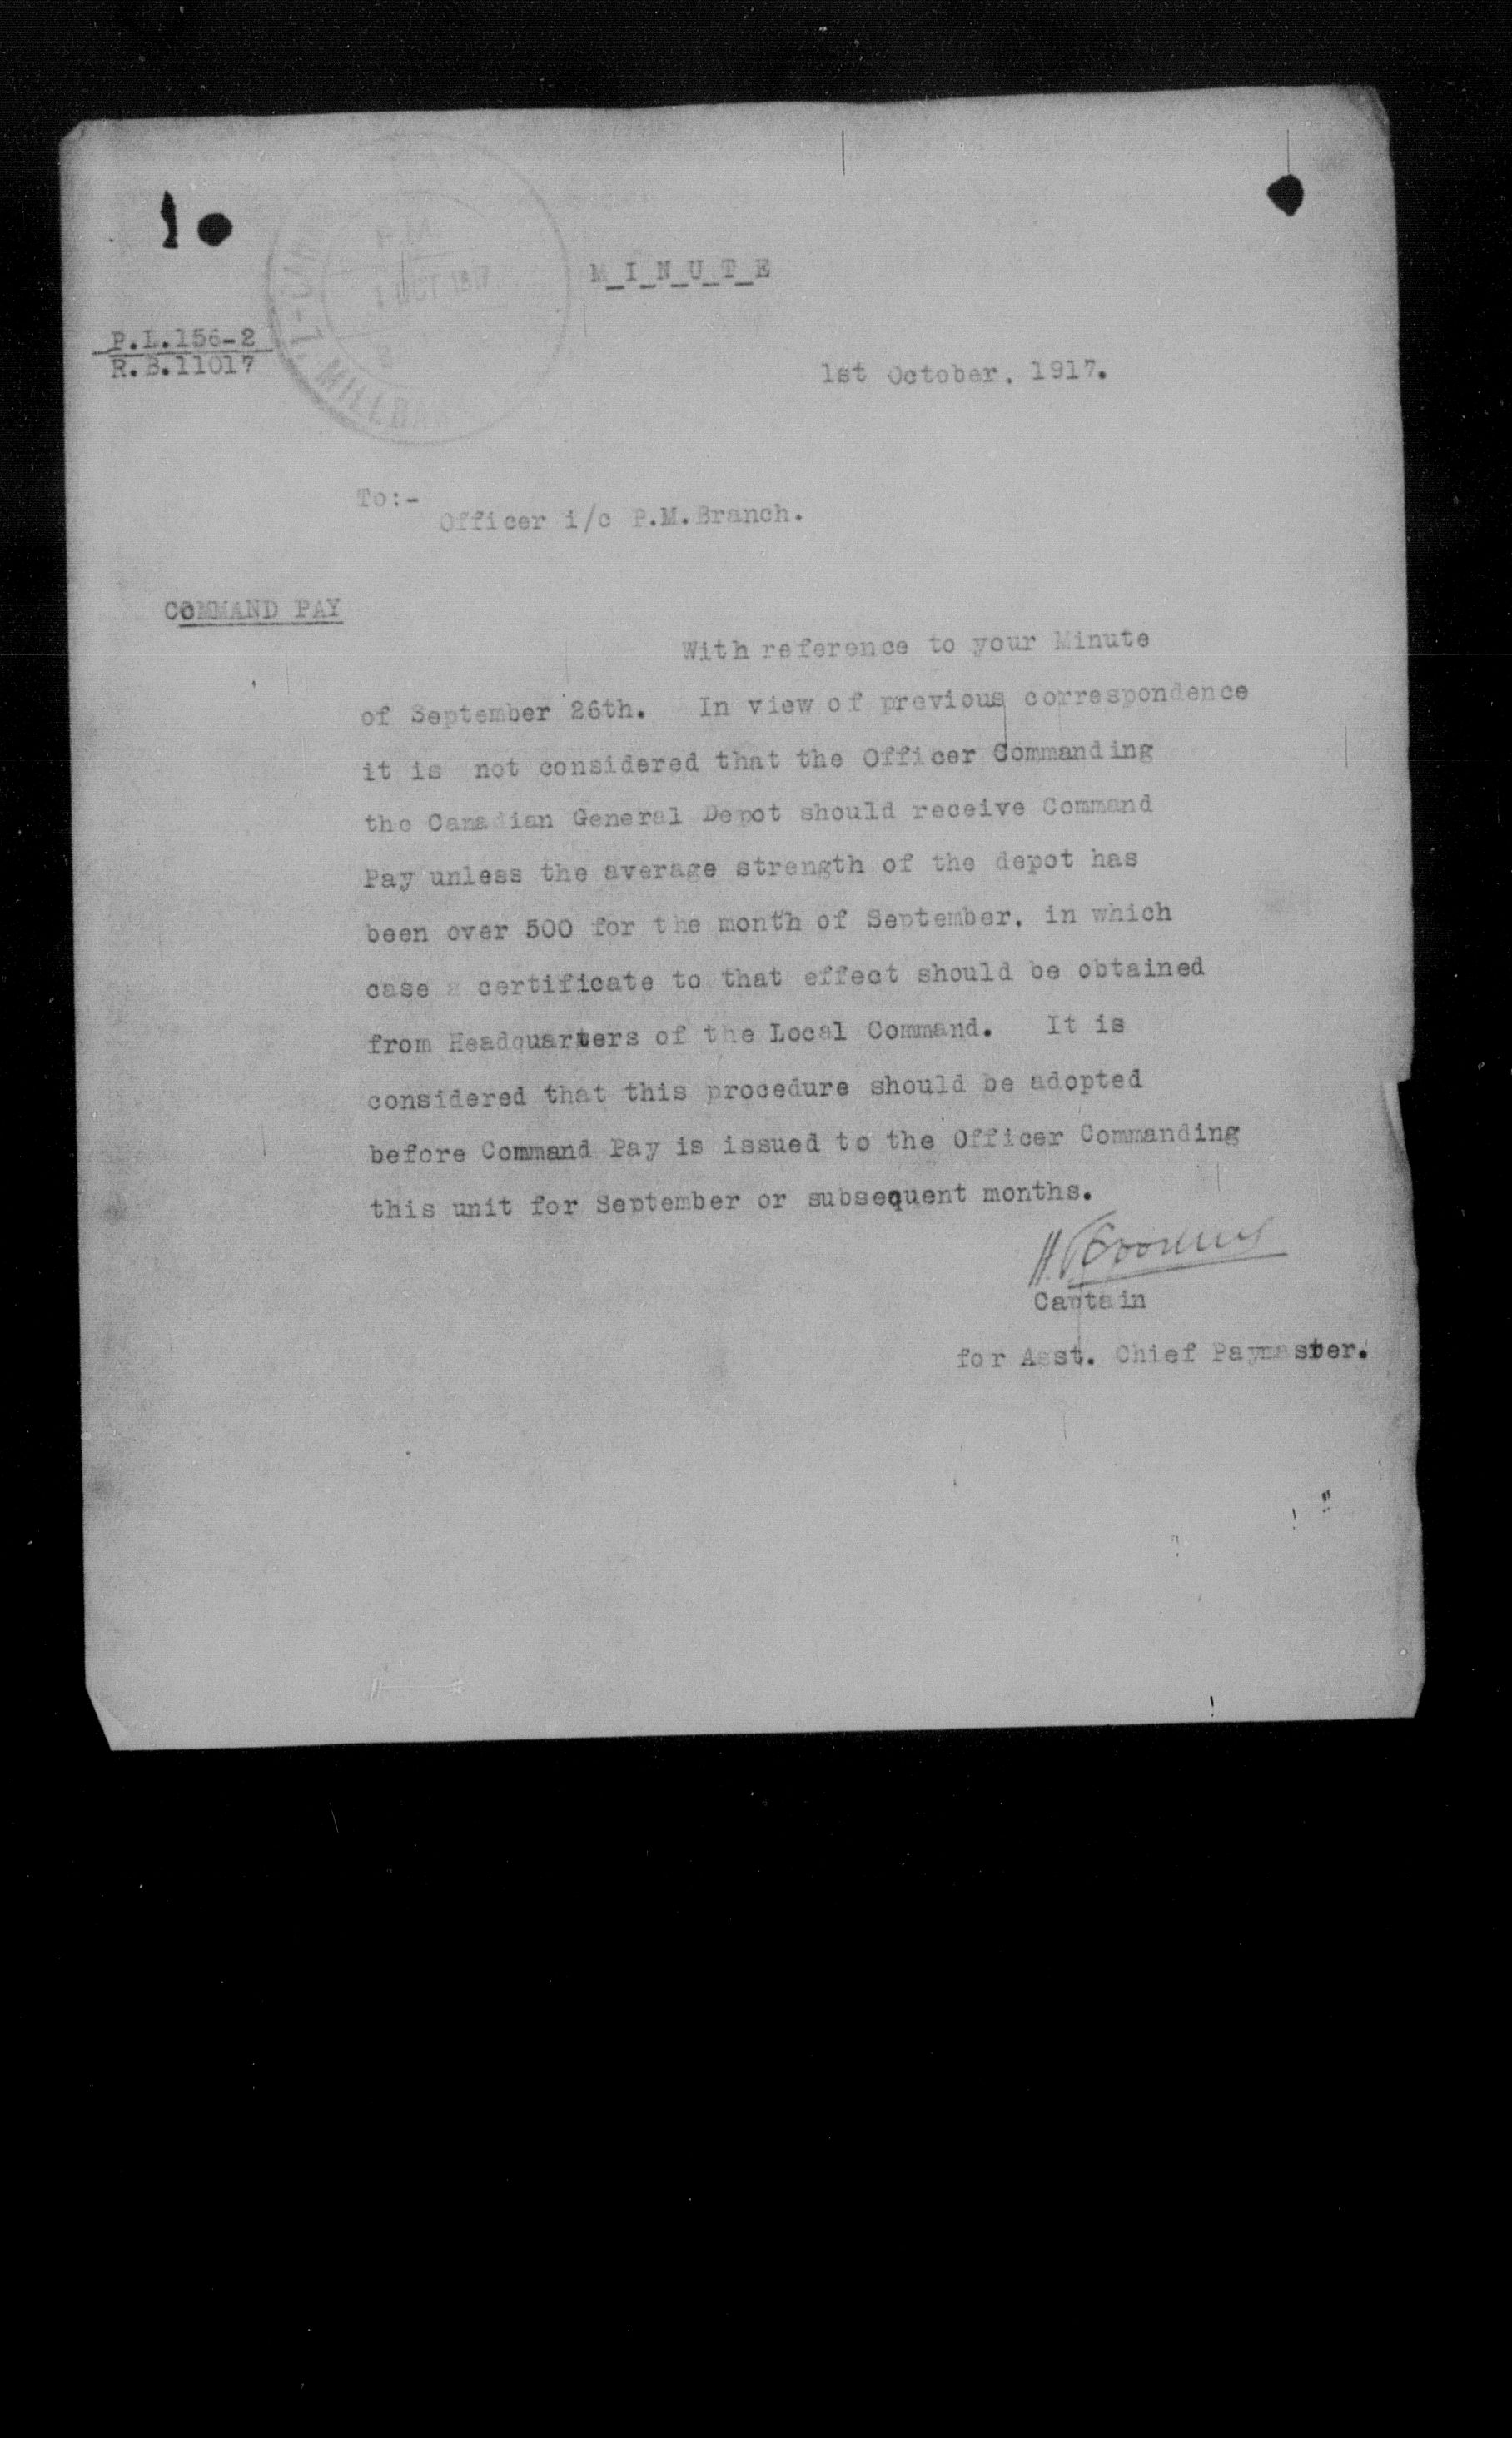 M_I_N_U_T_E
P.L.156-2
R.B.11017
1 OCT 1917
MILLBANK
1st October, 1917.
To:-
Officer i/c P.M.Branch.
COMMAND PAY
With reference to your Minute
of September 26th. In view of previous correspondence
it is not considered that the Officer Commanding
the Canadian General Depot should receive Command
Pay unless the average strength of the depot has
been over 500 for the month of September, in which
case a certificate to that effect should be obtained
from Headquarters of the Local Command. It is
considered that this procedure should be adopted
before Command Pay is issued to the Officer Commanding
this unit for September or subsequent months.
Captain
for Asst. Chief Paymaster.